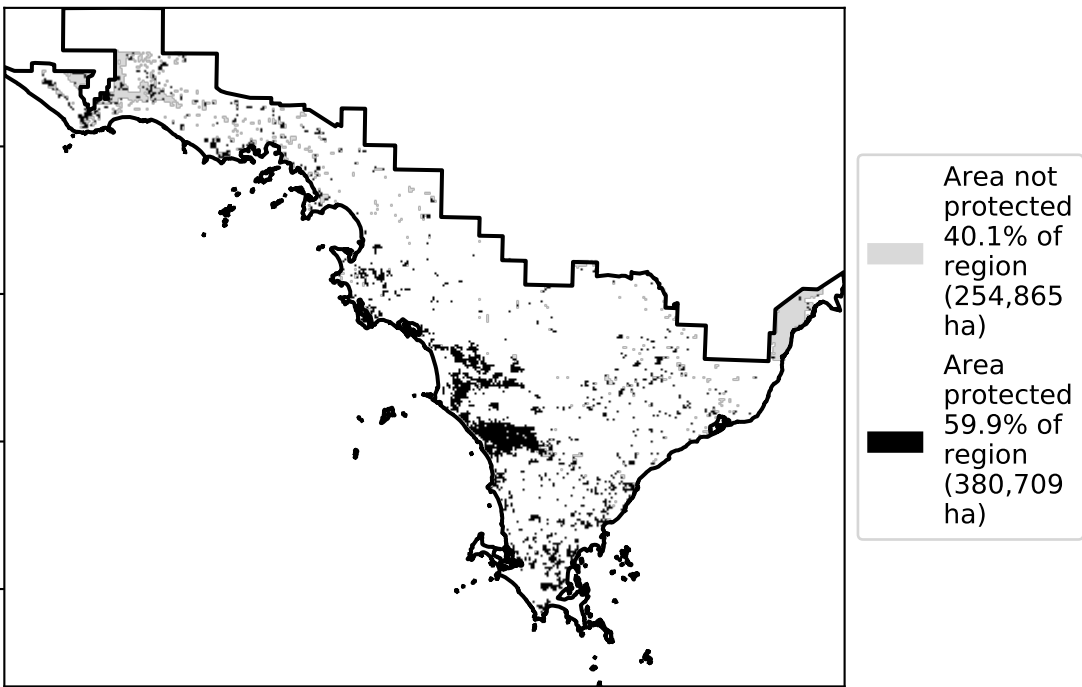 Area not
protected
40.1% of
region
(254,865
ha)
Area
protected
59.9% of
region
(380,709
ha)